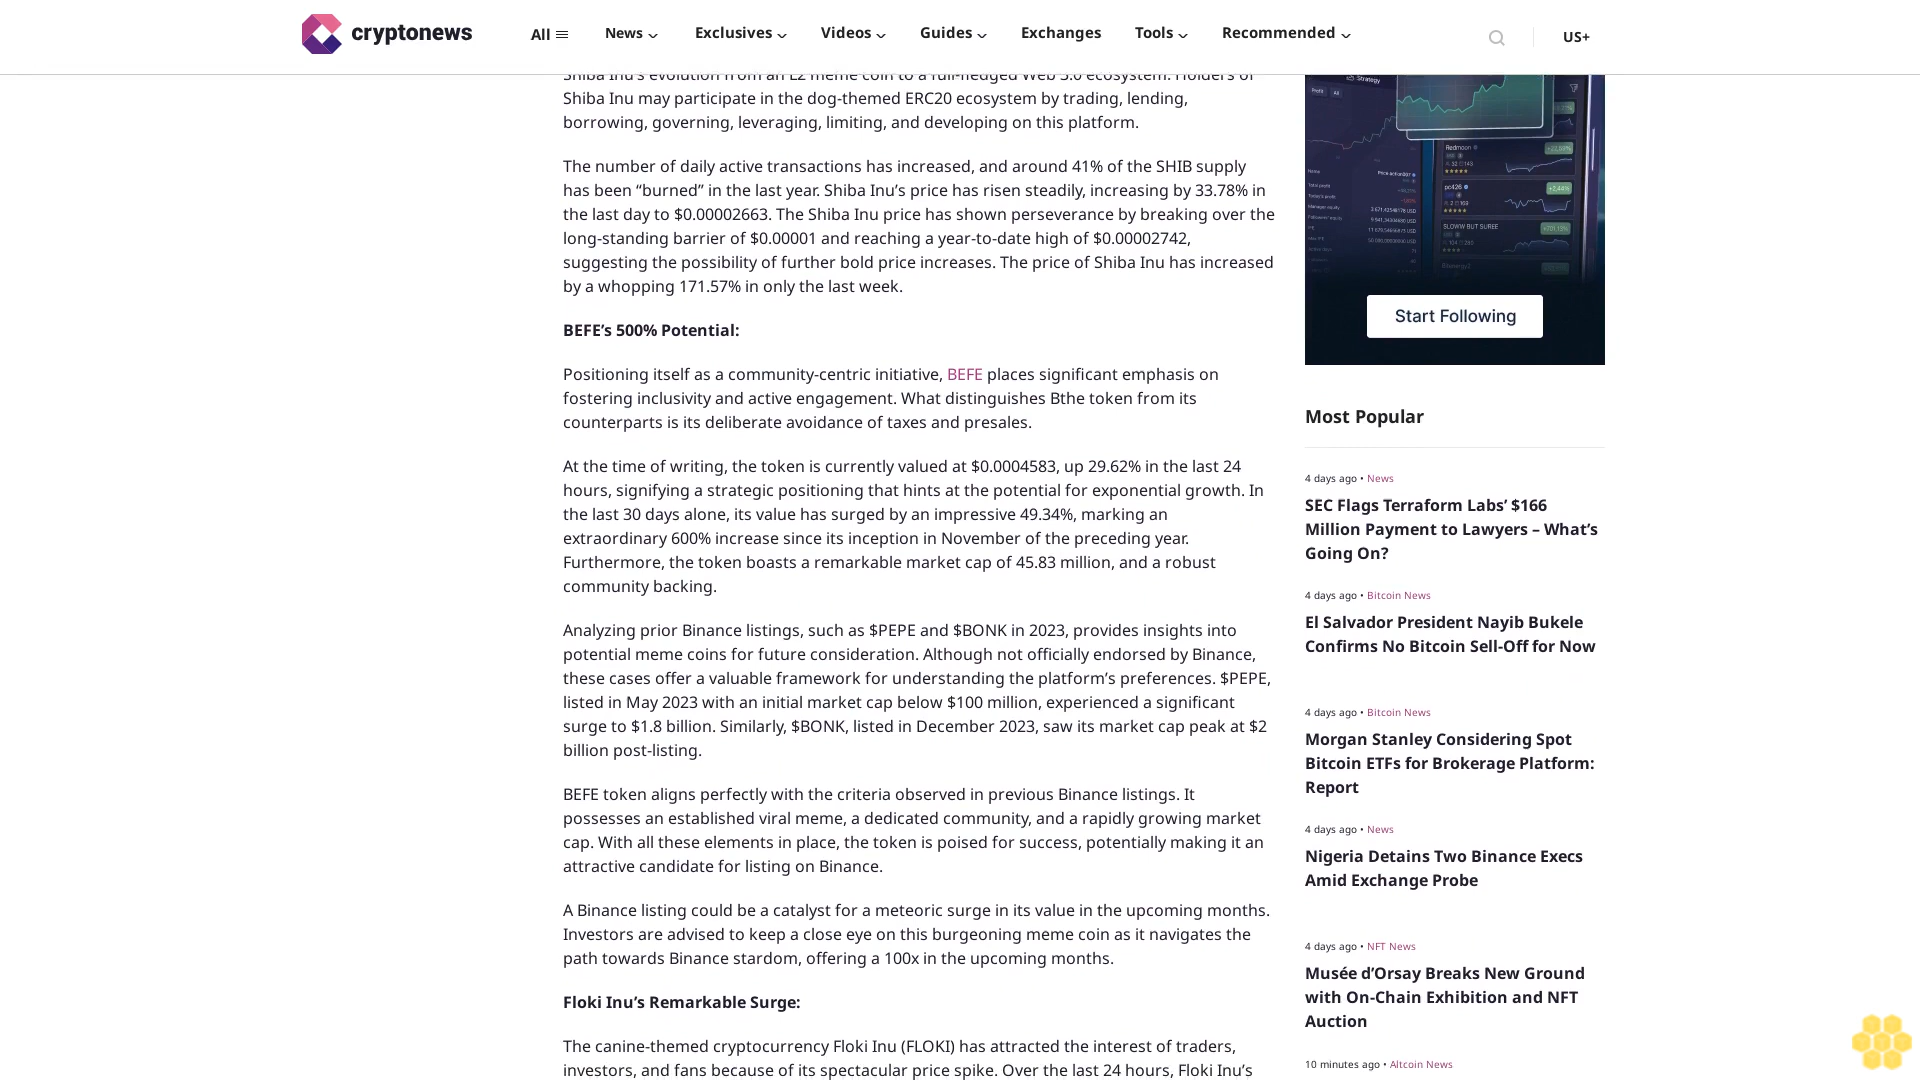 cryptonews
All
News
Exclusives
Videos
Guides
Exchanges
Tools
Recommended
US+
Shiba Inu’s evolution from an L2 meme coin to a full-fledged Web 3.0 ecosystem. Holders of
Shiba Inu may participate in the dog-themed ERC20 ecosystem by trading, lending,
borrowing, governing, leveraging, limiting, and developing on this platform.
The number of daily active transactions has increased, and around 41% of the SHIB supply
has been “burned” in the last year. Shiba Inu’s price has risen steadily, increasing by 33.78% in
the last day to $0.00002663. The Shiba Inu price has shown perseverance by breaking over the
long-standing barrier of $0.00001 and reaching a year-to-date high of $0.00002742,
suggesting the possibility of further bold price increases. The price of Shiba Inu has increased
by a whopping 171.57% in only the last week.
BEFE’s 500% Potential:
Positioning itself as a community-centric initiative, BEFE places significant emphasis on
fostering inclusivity and active engagement. What distinguishes Bthe token from its
counterparts is its deliberate avoidance of taxes and presales.
At the time of writing, the token is currently valued at $0.0004583, up 29.62% in the last 24
hours, signifying a strategic positioning that hints at the potential for exponential growth. In
the last 30 days alone, its value has surged by an impressive 49.34%, marking an
extraordinary 600% increase since its inception in November of the preceding year.
Furthermore, the token boasts a remarkable market cap of 45.83 million, and a robust
community backing.
Analyzing prior Binance listings, such as $PEPE and $BONK in 2023, provides insights into
potential meme coins for future consideration. Although not officially endorsed by Binance,
these cases offer a valuable framework for understanding the platform’s preferences. $PEPE,
listed in May 2023 with an initial market cap below $100 million, experienced a significant
surge to $1.8 billion. Similarly, $BONK, listed in December 2023, saw its market cap peak at $2
billion post-listing.
BEFE token aligns perfectly with the criteria observed in previous Binance listings. It
possesses an established viral meme, a dedicated community, and a rapidly growing market
cap. With all these elements in place, the token is poised for success, potentially making it an
attractive candidate for listing on Binance.
A Binance listing could be a catalyst for a meteoric surge in its value in the upcoming months.
Investors are advised to keep a close eye on this burgeoning meme coin as it navigates the
path towards Binance stardom, offering a 100x in the upcoming months.
Floki Inu’s Remarkable Surge:
The canine-themed cryptocurrency Floki Inu (FLOKI) has attracted the interest of traders,
investors, and fans because of its spectacular price spike. Over the last 24 hours, Floki Inu’s
Strategy
Profit
All
Redmoon
pc426
+2.44%
SLOWW BUT SUREE
Name
Total profit
Start Following
Most Popular
4 days ago • News
SEC Flags Terraform Labs’ $166
Million Payment to Lawyers – What’s
Going On?
4 days ago • Bitcoin News
El Salvador President Nayib Bukele
Confirms No Bitcoin Sell-Off for Now
4 days ago • Bitcoin News
Morgan Stanley Considering Spot
Bitcoin ETFs for Brokerage Platform:
Report
4 days ago • News
Nigeria Detains Two Binance Execs
Amid Exchange Probe
4 days ago • NFT News
Musée d’Orsay Breaks New Ground
with On-Chain Exhibition and NFT
Auction
10 minutes ago • Altcoin News